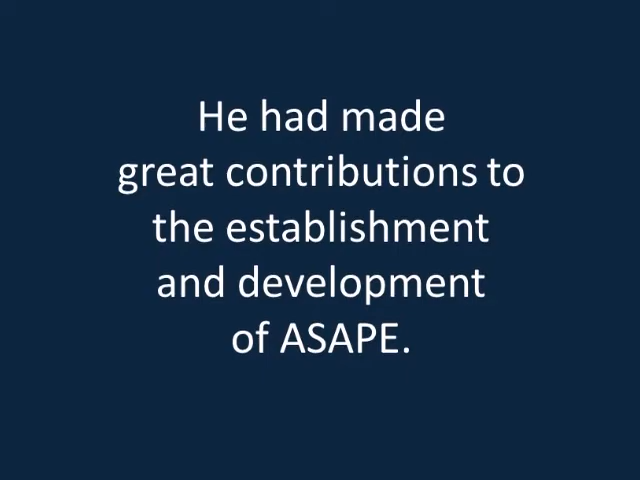 He had made
great contributions to
the establishment
and development
of ASAPE.